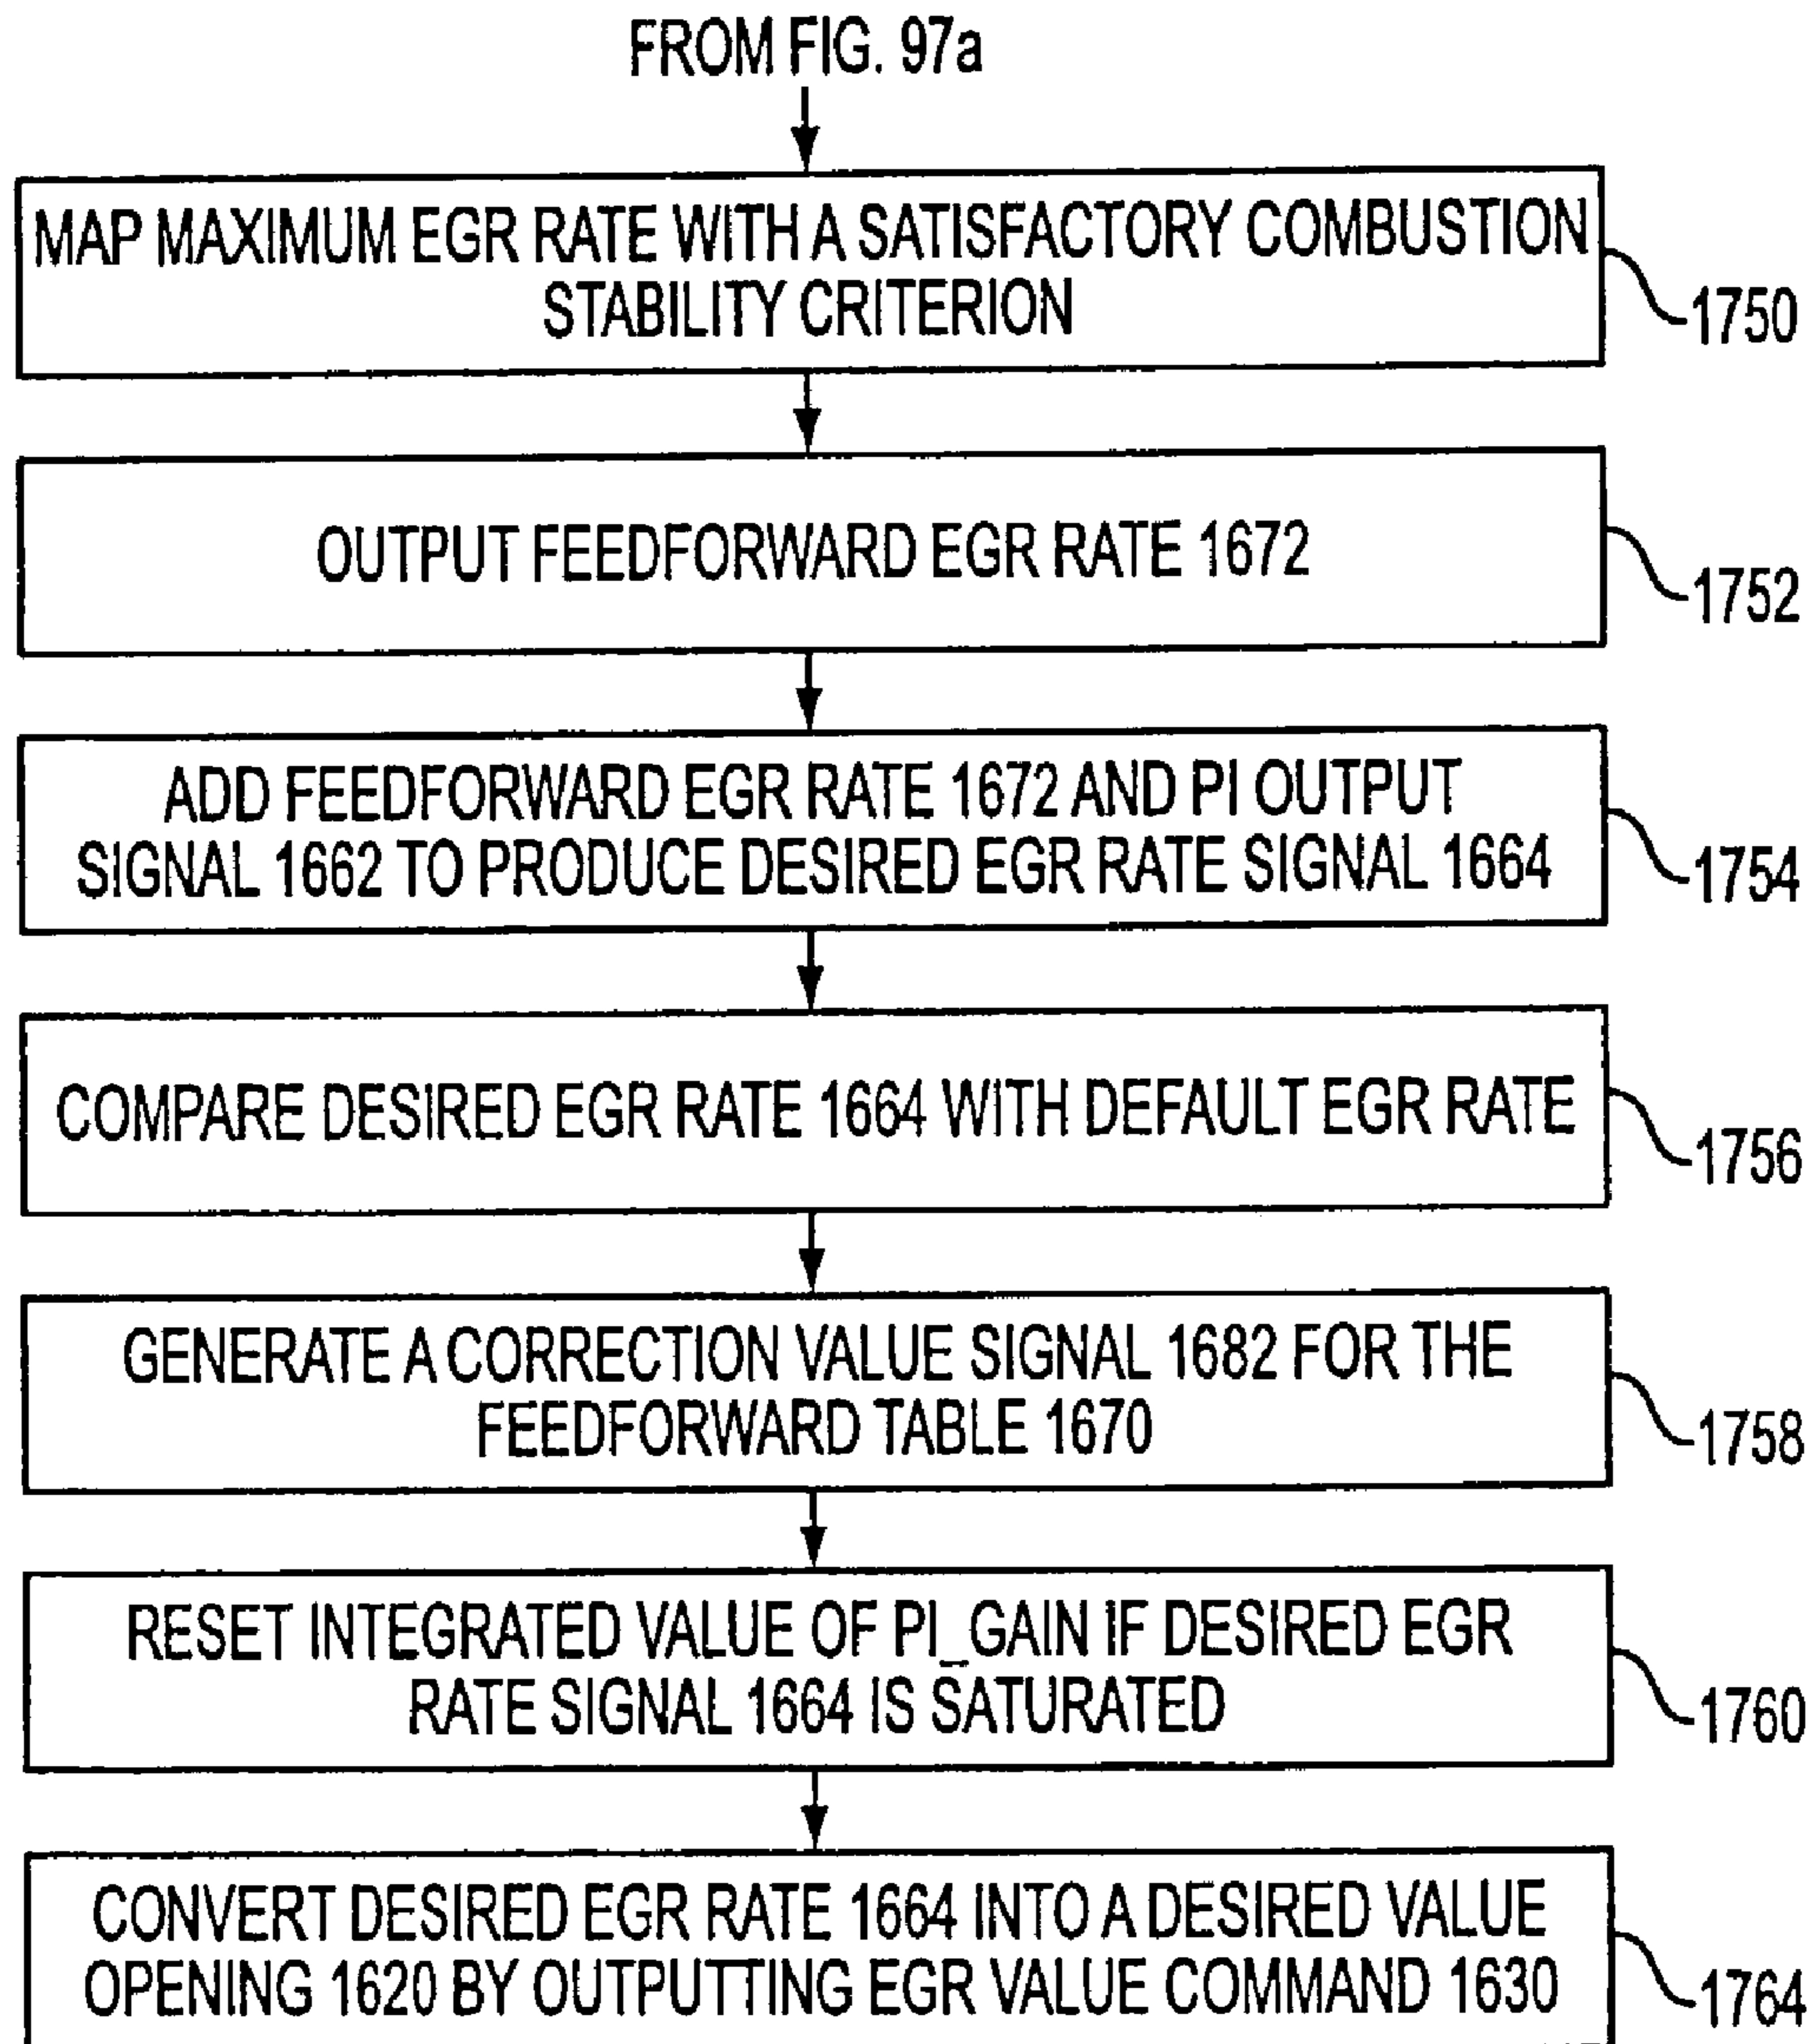 FROM FIG. 97a
MAP MAXIMUM EGR RATE WITH A SATISFACTORY COMBUSTION
STABILITY CRITERION
1750
OUTPUT FEEDFORWARD EGR RATE 1672
1752
ADD FEEDFORWARD EGR RATE 1672 AND PI OUTPUT
SIGNAL 1662 TO PRODUCE DESIRED EGR RATE SIGNAL 1664
1754
COMPARE DESIRED EGR RATE 1664 WITH DEFAULT EGR RATE
1756
GENERATE A CORRECTION VALUE SIGNAL 1682 FOR THE
FEEDFORWARD TABLE 1670
1758
RESET INTEGRATED VALUE OF PI_GAIN IF DESIRED EGR
RATE SIGNAL 1664 IS SATURATED
1760
CONVERT DESIRED EGR RATE 1664 INTO A DESIRED VALUE
OPENING 1620 BY OUTPUTTING EGR VALUE COMMAND 1630
1764